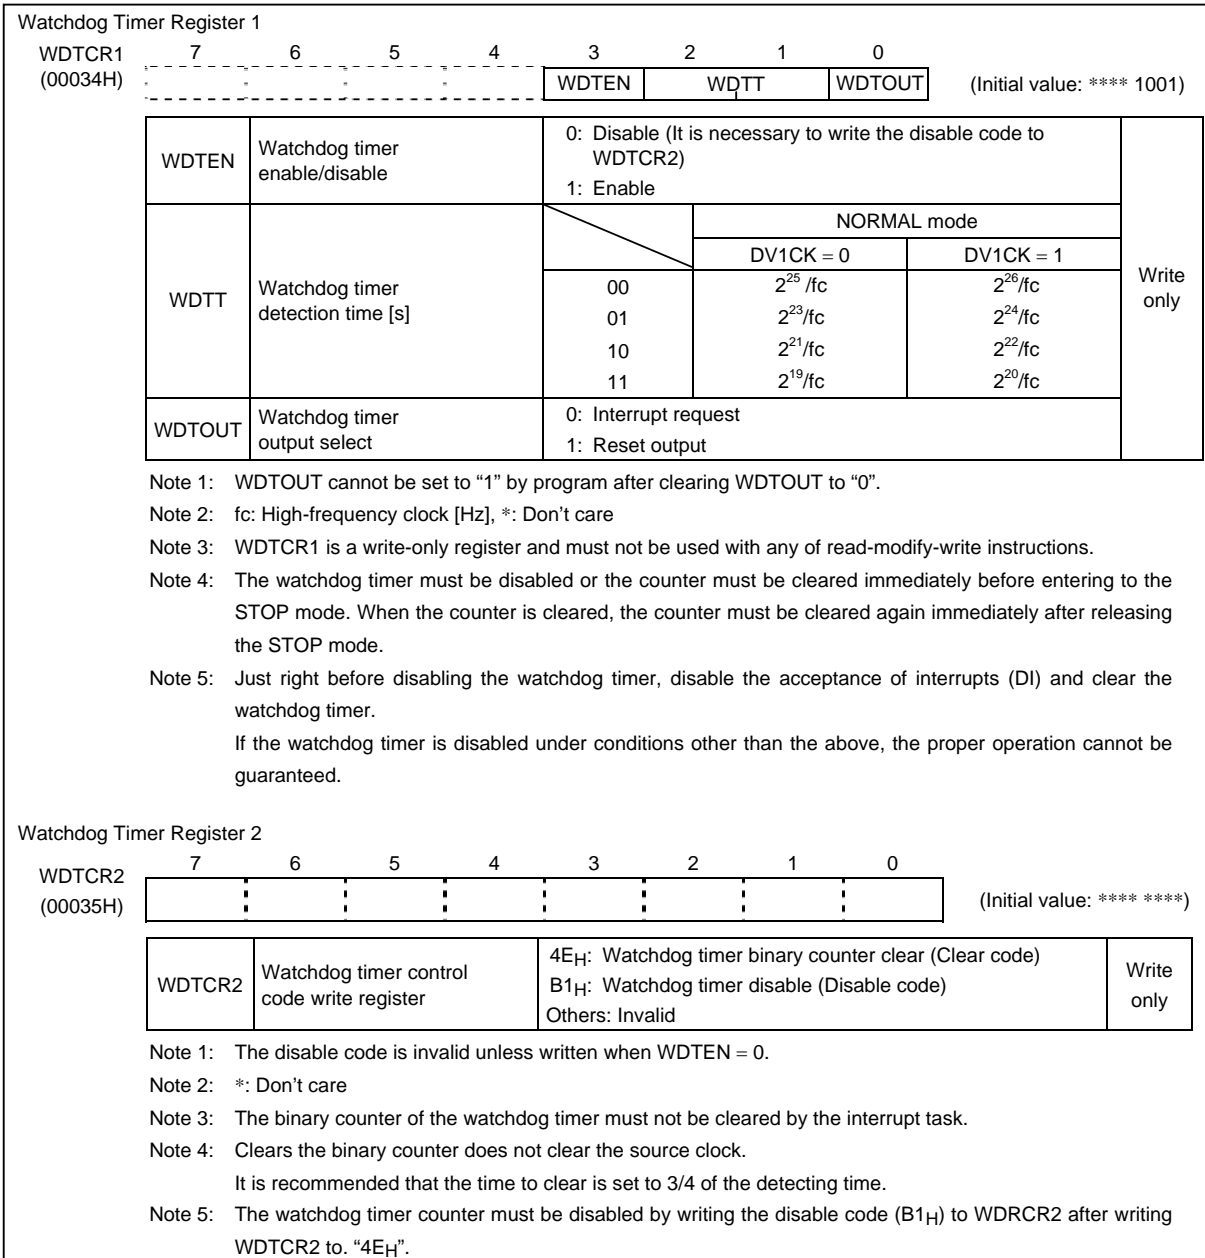 Watchdog Timer Register 1
WDTCR1 7 6 5 4 3 2 1 0
(00034H) WDTEN WDTT WDTOUT (Initial value: **** 1001)
WDTEN Watchdog timer enable/disable 0: Disable (It is necessary to write the disable code to
WDTCR2)
1: Enable
NORMAL mode
DV1CK = 0 DV1CK = 1
WDTT Watchdog timer detection time [s]
00 2^25 /fc 2^26/fc
01 2^23/fc 2^24/fc
10 2^21/fc 2^22/fc
11 2^19/fc 2^20/fc
Write only
WDTOUT Watchdog timer output select 0: Interrupt request
1: Reset output
Note 1: WDTOUT cannot be set to “1” by program after clearing WDTOUT to “0”.
Note 2: fc: High-frequency clock [Hz], *: Don’t care
Note 3: WDTCR1 is a write-only register and must not be used with any of read-modify-write instructions.
Note 4: The watchdog timer must be disabled or the counter must be cleared immediately before entering to the
STOP mode. When the counter is cleared, the counter must be cleared again immediately after releasing
the STOP mode.
Note 5: Just right before disabling the watchdog timer, disable the acceptance of interrupts (DI) and clear the
watchdog timer.
If the watchdog timer is disabled under conditions other than the above, the proper operation cannot be
guaranteed.
Watchdog Timer Register 2
WDTCR2 7 6 5 4 3 2 1 0
(00035H) (Initial value: **** ****)
WDTCR2 Watchdog timer control code write register 4EH: Watchdog timer binary counter clear (Clear code)
B1H: Watchdog timer disable (Disable code)
Others: Invalid
Write only
Note 1: The disable code is invalid unless written when WDTEN = 0.
Note 2: *: Don’t care
Note 3: The binary counter of the watchdog timer must not be cleared by the interrupt task.
Note 4: Clears the binary counter does not clear the source clock.
It is recommended that the time to clear is set to 3/4 of the detecting time.
Note 5: The watchdog timer counter must be disabled by writing the disable code (B1H) to WDRCR2 after writing
WDTCR2 to. “4EH”.